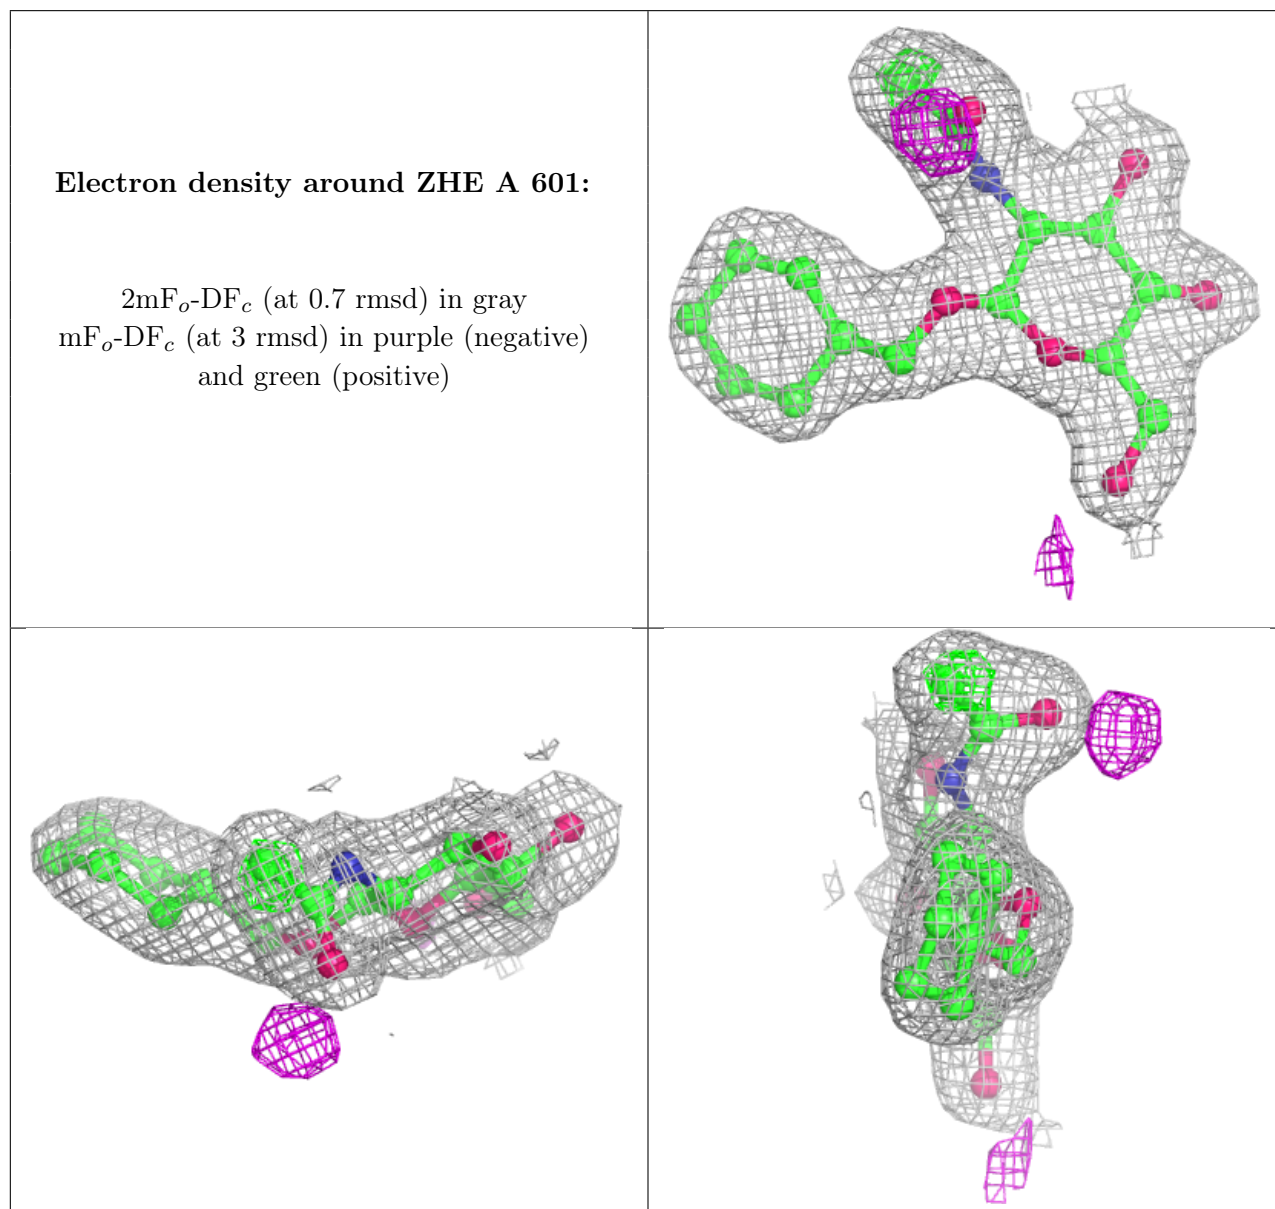 Electron density around ZHE A 601:
2mFₒ-DF𝑐 (at 0.7 rmsd) in gray
mFₒ-DF𝑐 (at 3 rmsd) in purple (negative)
and green (positive)